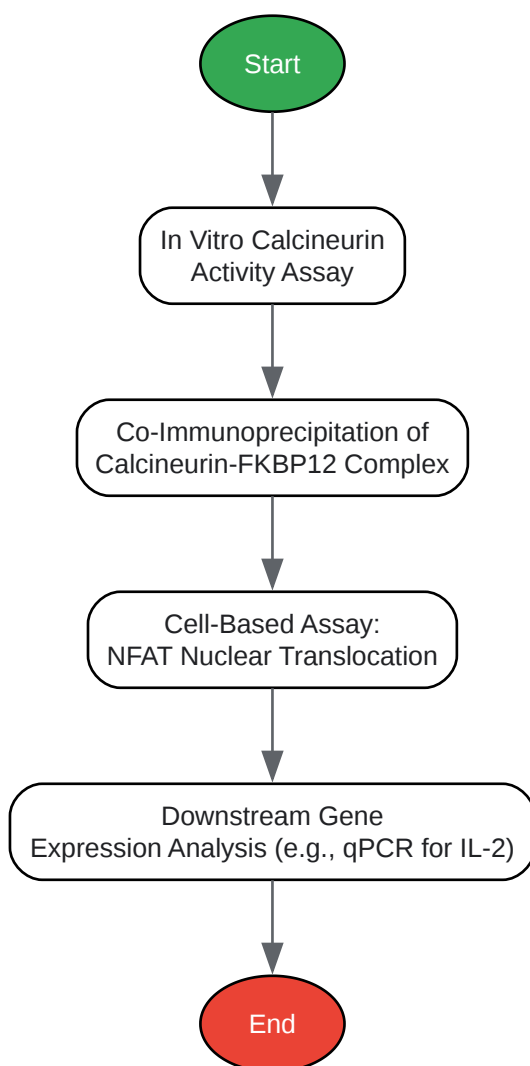 Start
In Vitro Calcineurin
Activity Assay
Co-Immunoprecipitation of
Calcineurin-FKBP12 Complex
Cell-Based Assay:
NFAT Nuclear Translocation
Downstream Gene
Expression Analysis (e.g., qPCR for IL-2)
End